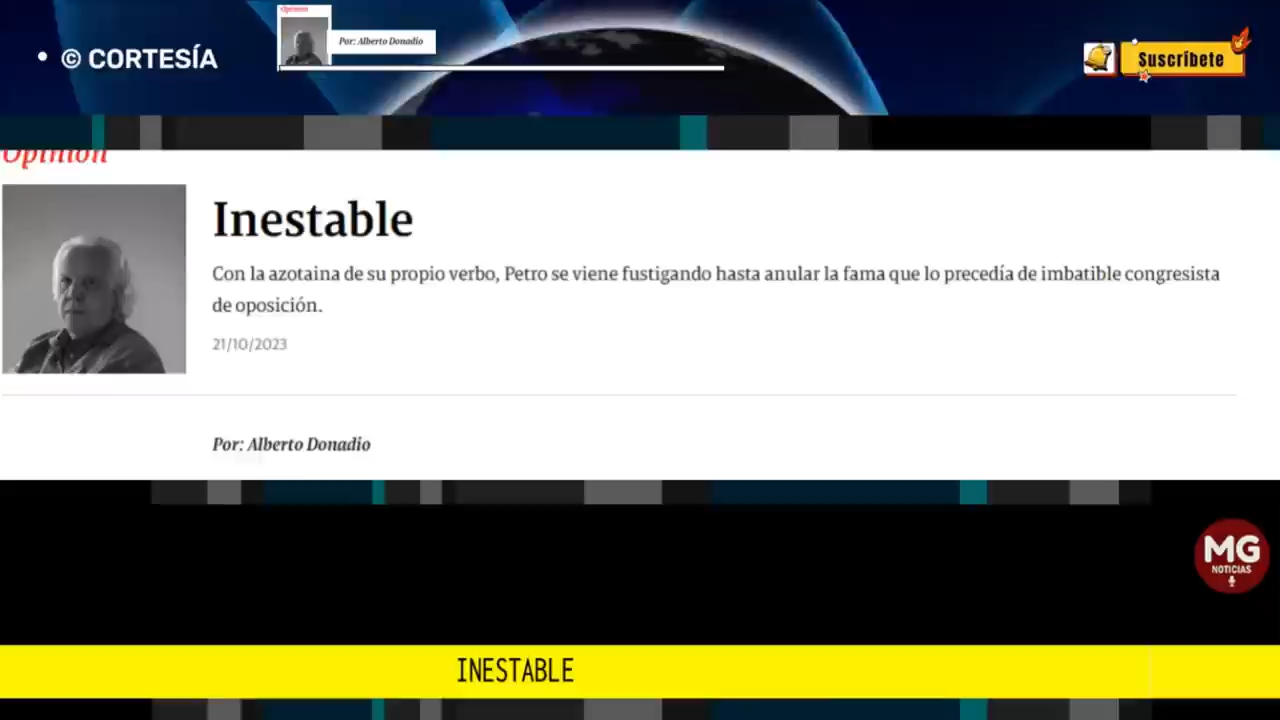 Opinión
Por: Alberto Donadio
• © CORTESÍA
Suscríbete
Opinión
Inestable
Con la azotaina de su propio verbo, Petro se viene fustigando hasta anular la fama que lo precedía de imbatible congresista
de oposición.
21/10/2023
Por: Alberto Donadio
MG
NOTICIAS
INESTABLE